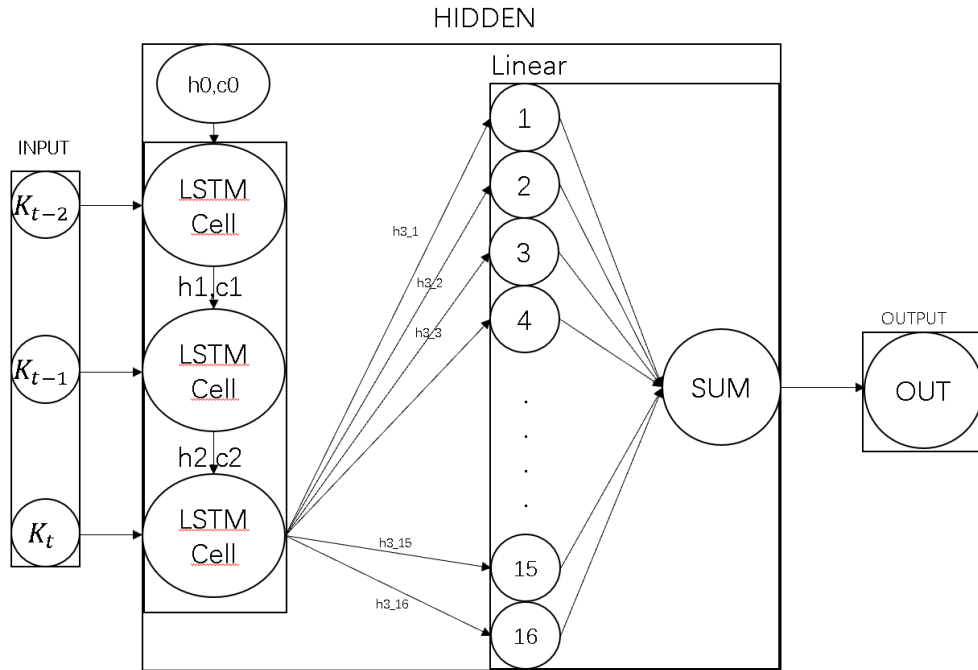 HIDDEN
h0,c0
Linear
INPUT
K_{t-2}
LSTM
Cell
h1,c1
K_{t-1}
LSTM
Cell
h2,c2
K_t
LSTM
Cell
h3_1
h3_2
h3_3
h3_15
h3_16
1
2
3
4
.
.
.
.
15
16
SUM
OUTPUT
OUT